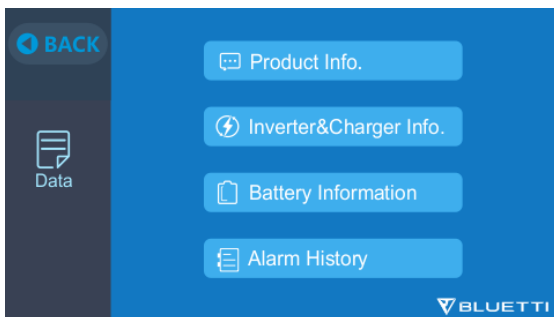 BACK
Data
Product Info.
Inverter&Charger Info.
Battery Information
Alarm History
BLUETTI